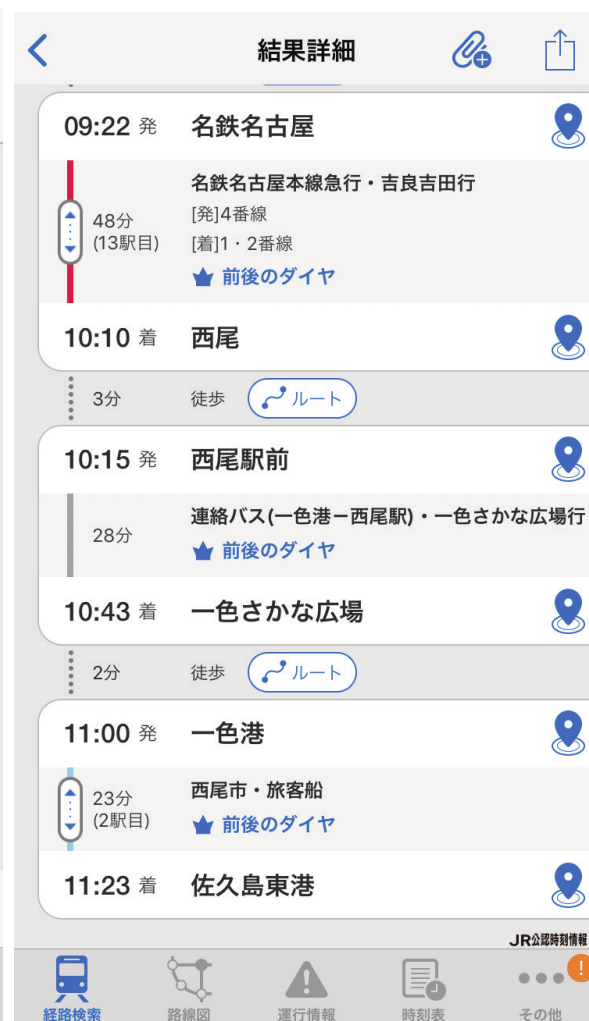 結果詳細
09:22 発 名鉄名古屋
名鉄名古屋本線急行・吉良吉田行
48分
(13駅目)
[発]4番線
[着]1・2番線
前後のダイヤ
10:10 着 西尾
3分 徒歩 ルート
10:15 発 西尾駅前
連絡バス(一色港ー西尾駅)・一色さかな広場行
28分
前後のダイヤ
10:43 着 一色さかな広場
2分 徒歩 ルート
11:00 発 一色港
西尾市・旅客船
23分
(2駅目)
前後のダイヤ
11:23 着 佐久島東港
JR公認時刻情報
経路検索 路線図 運行情報 時刻表 その他